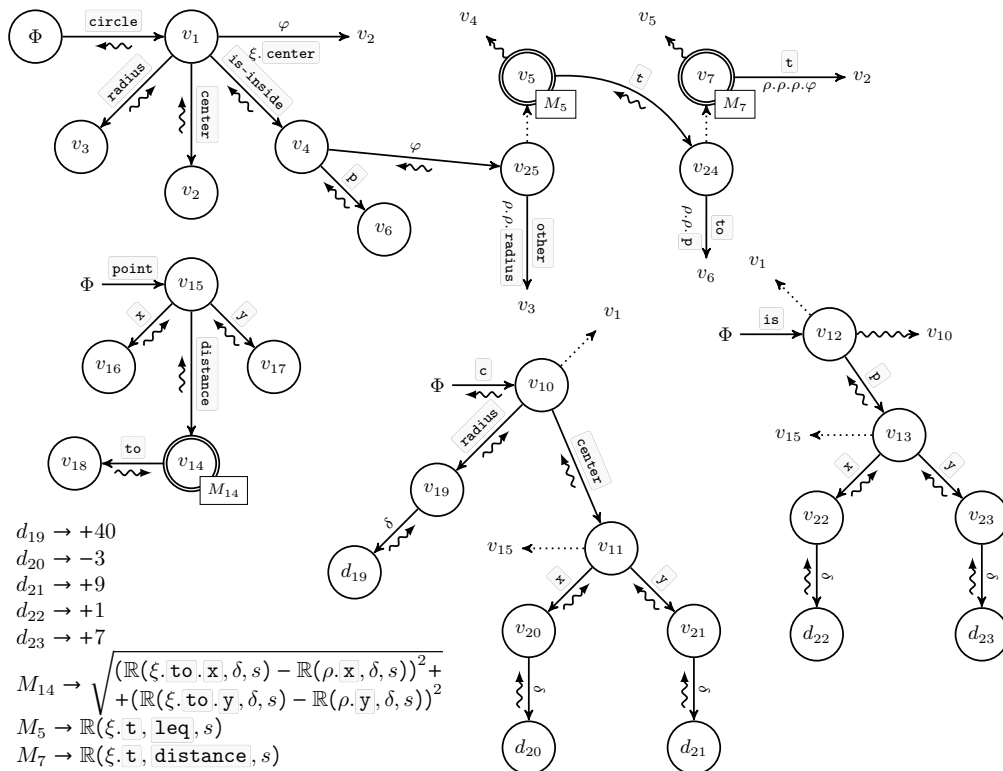 Φ circle v₁ φ v₂
ξ.center
radius center is-inside
v₃ v₂ v₄ φ v₂₅
p
v₆
v₄ v₅ M₅ t
v₅ v₇ M₇ t v₂
ρ.ρ.ρ.φ
v₂₄
ρ.ρ.radius other
v₃
ρ.ρ.p to
v₆
Φ point v₁₅
x distance y
v₁₆ v₁₇
v₁₈ to v₁₄
M₁₄
v₁
Φ c v₁₀
radius center
v₁₉
δ
d₁₉
v₁₅ v₁₁
x y
v₂₀ v₂₁
δ δ
d₂₀ d₂₁
v₁
Φ is v₁₂ v₁₀
p
v₁₅ v₁₃
x y
v₂₂ v₂₃
δ δ
d₂₂ d₂₃
d₁₉ → +40
d₂₀ → −3
d₂₁ → +9
d₂₂ → +1
d₂₃ → +7
M₁₄ → √(ℝ(ξ.to.x, δ, s) − ℝ(ρ.x, δ, s))² +
+(ℝ(ξ.to.y, δ, s) − ℝ(ρ.y, δ, s))²
M₅ → ℝ(ξ.t, leq, s)
M₇ → ℝ(ξ.t, distance, s)